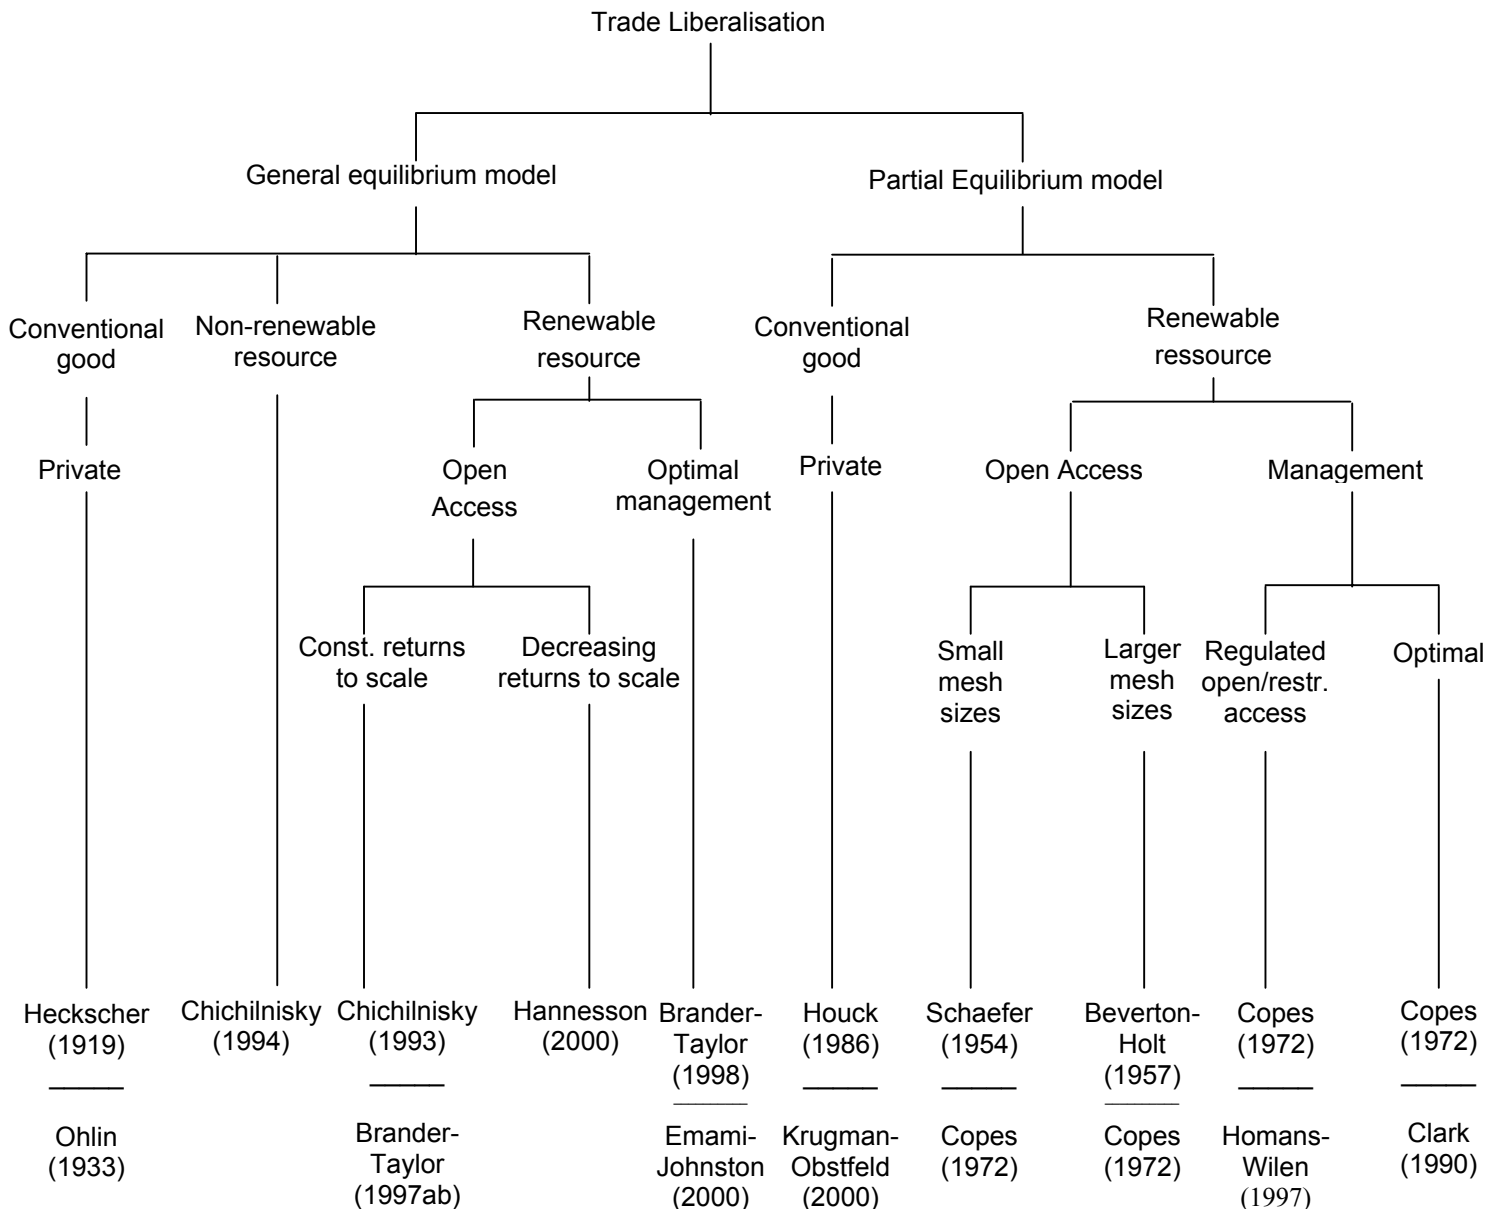 Trade Liberalisation
General equilibrium model
Partial Equilibrium model
Conventional
good
Non-renewable
resource
Renewable
resource
Conventional
good
Renewable
ressource
Private
Open
Access
Optimal
management
Private
Open Access
Management
Const. returns
to scale
Decreasing
returns to scale
Small
mesh
sizes
Larger
mesh
sizes
Regulated
open/restr.
access
Optimal
Heckscher
(1919)
Ohlin
(1933)
Chichilnisky
(1994)
Chichilnisky
(1993)
Brander-
Taylor
(1997ab)
Hannesson
(2000)
Brander-
Taylor
(1998)
Emami-
Johnston
(2000)
Houck
(1986)
Krugman-
Obstfeld
(2000)
Schaefer
(1954)
Copes
(1972)
Beverton-
Holt
(1957)
Copes
(1972)
Copes
(1972)
Homans-
Wilen
(1997)
Copes
(1972)
Clark
(1990)